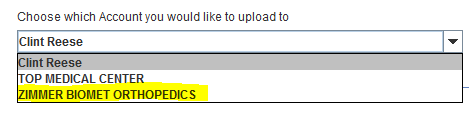 Choose which Account you would like to upload to
Clint Reese
Clint Reese
TOP MEDICAL CENTER
ZIMMER BIOMET ORTHOPEDICS